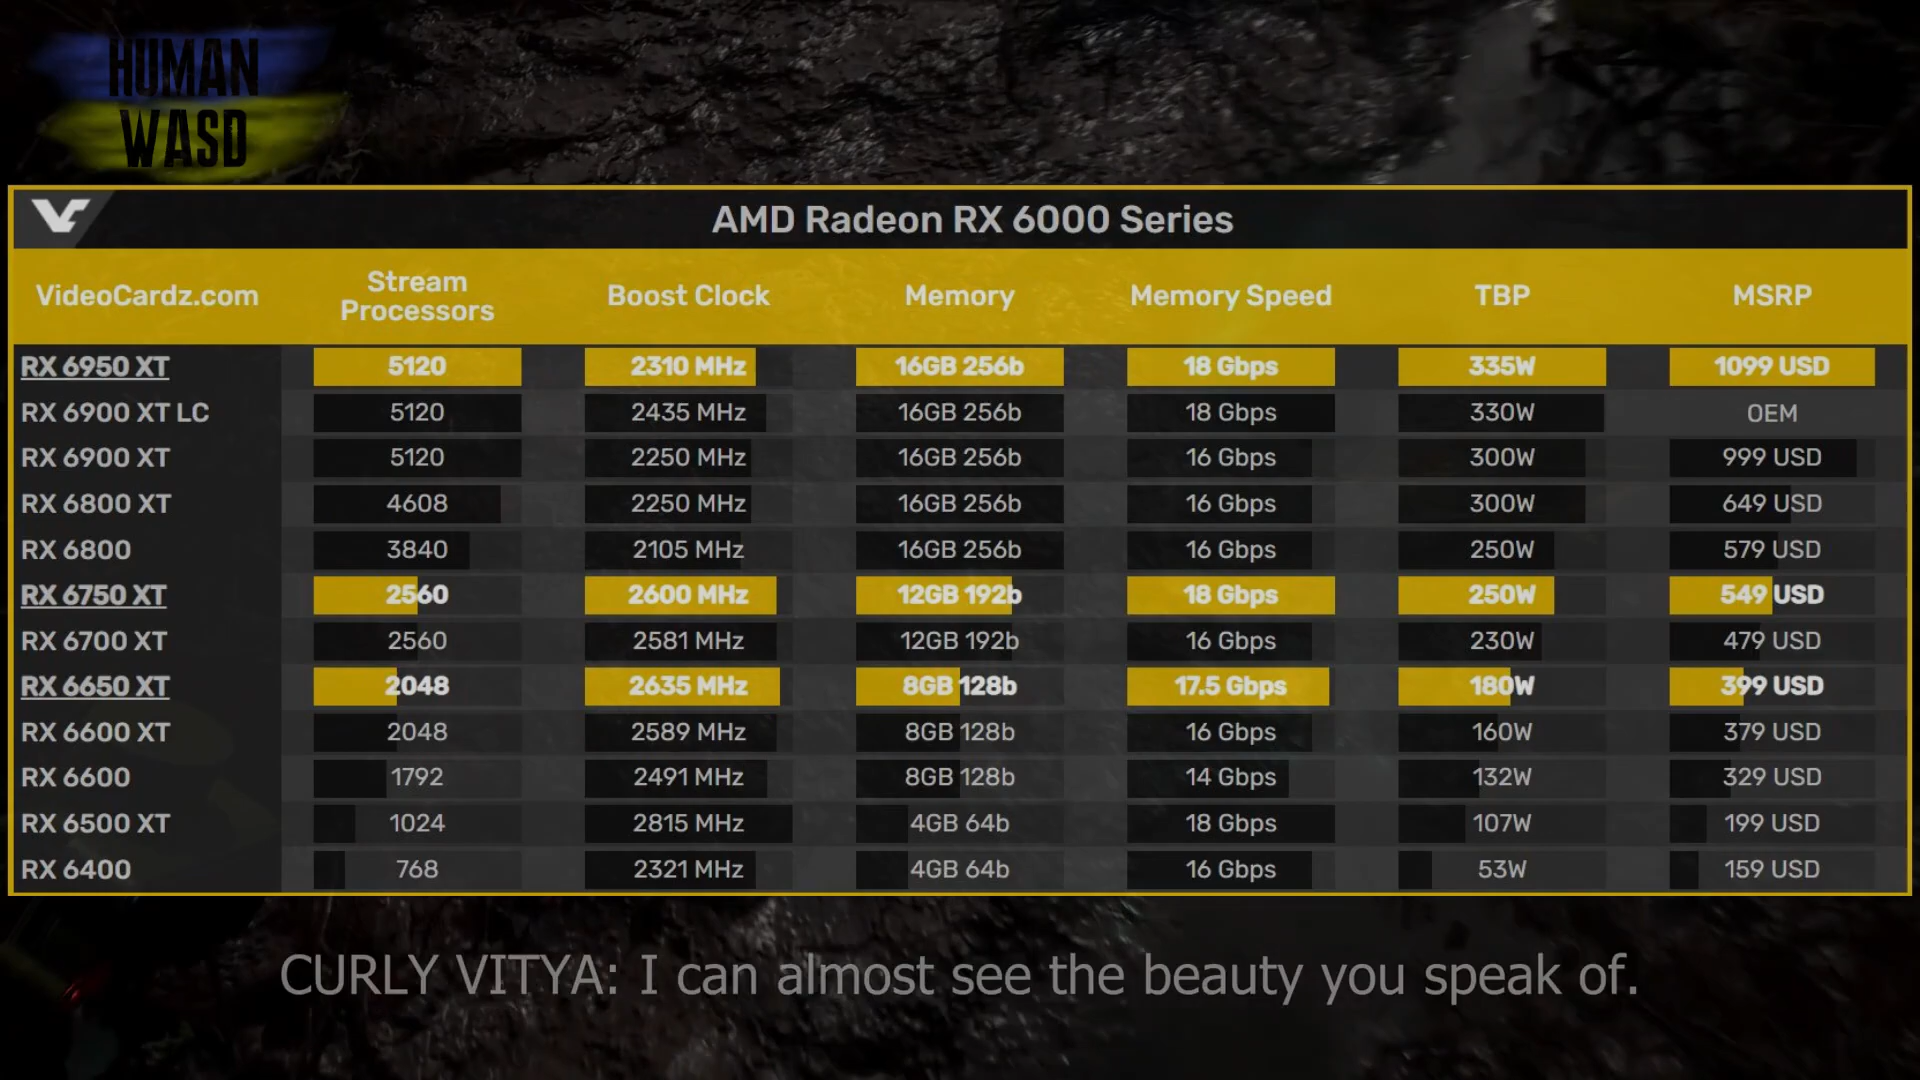 HUMAN
WASD
AMD Radeon RX 6000 Series
VideoCardz.com Stream Processors Boost Clock Memory Memory Speed TBP MSRP
RX 6950 XT 5120 2310 MHz 16GB 256b 18 Gbps 335W 1099 USD
RX 6900 XT LC 5120 2435 MHz 16GB 256b 18 Gbps 330W OEM
RX 6900 XT 5120 2250 MHz 16GB 256b 16 Gbps 300W 999 USD
RX 6800 XT 4608 2250 MHz 16GB 256b 16 Gbps 300W 649 USD
RX 6800 3840 2105 MHz 16GB 256b 16 Gbps 250W 579 USD
RX 6750 XT 2560 2600 MHz 12GB 192b 18 Gbps 250W 549 USD
RX 6700 XT 2560 2581 MHz 12GB 192b 16 Gbps 230W 479 USD
RX 6650 XT 2048 2635 MHz 8GB 128b 17.5 Gbps 180W 399 USD
RX 6600 XT 2048 2589 MHz 8GB 128b 16 Gbps 160W 379 USD
RX 6600 1792 2491 MHz 8GB 128b 14 Gbps 132W 329 USD
RX 6500 XT 1024 2815 MHz 4GB 64b 18 Gbps 107W 199 USD
RX 6400 768 2321 MHz 4GB 64b 16 Gbps 53W 159 USD
CURLY VITYA: I can almost see the beauty you speak of.